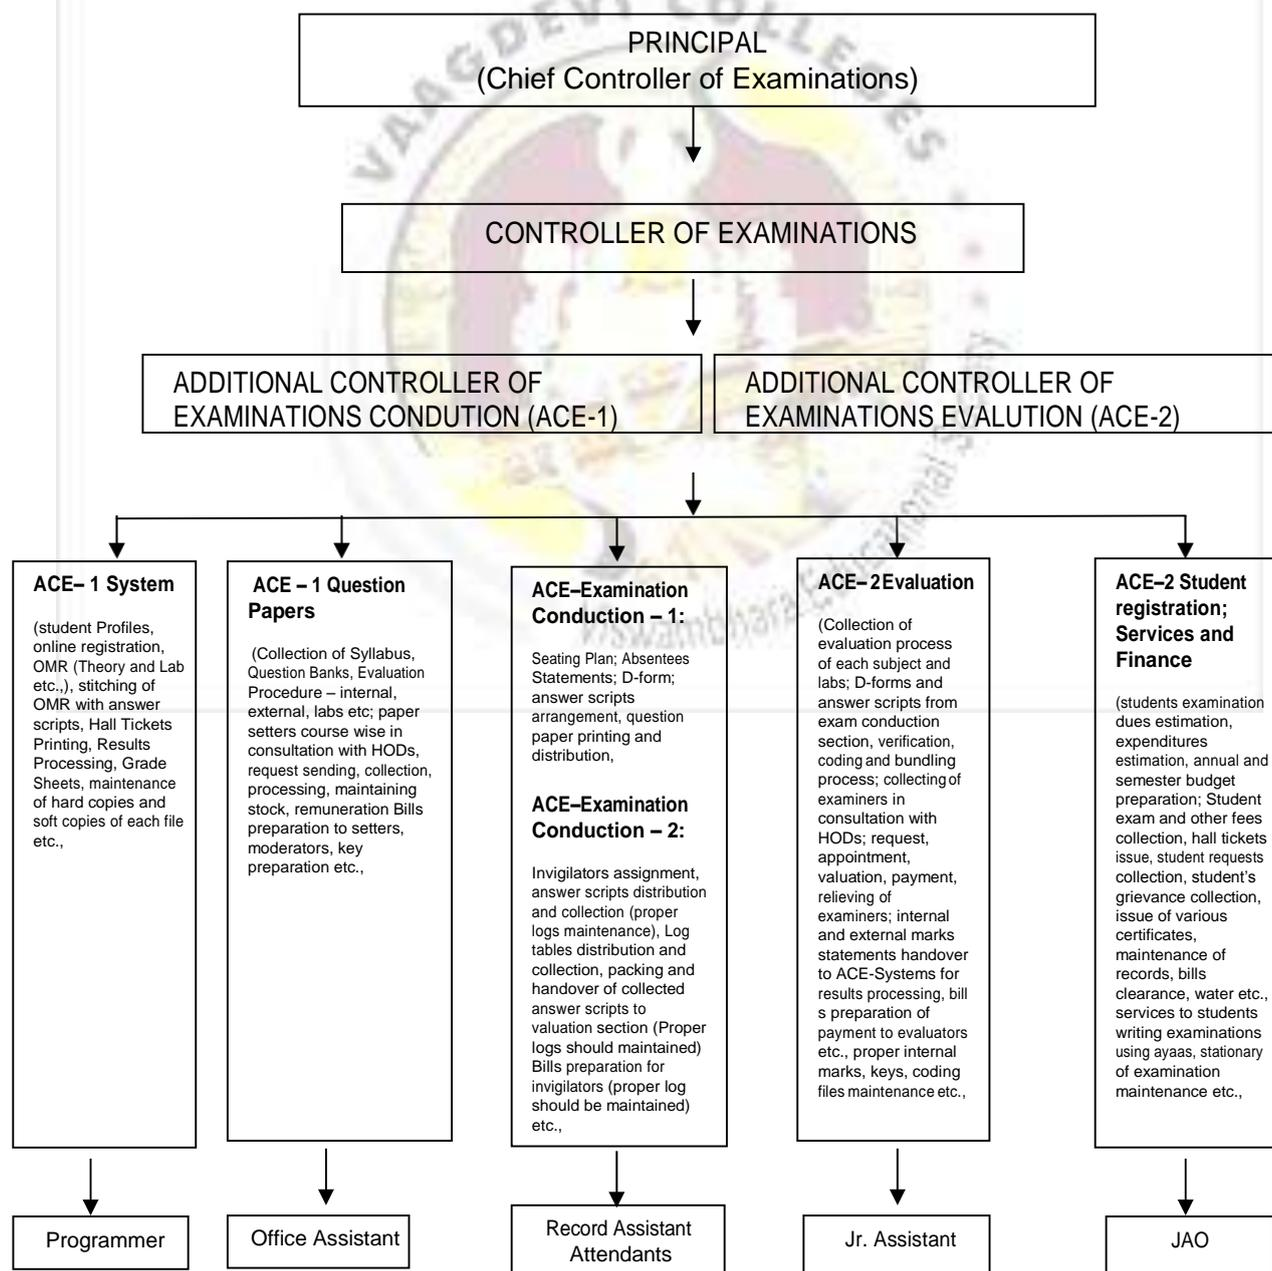 VAAGDEVI COLLEGES
PRINCIPAL
(Chief Controller of Examinations)
CONTROLLER OF EXAMINATIONS
ADDITIONAL CONTROLLER OF
EXAMINATIONS CONDUTION (ACE-1)
ADDITIONAL CONTROLLER OF
EXAMINATIONS EVALUTION (ACE-2)
Viswambhara Educational Society
ACE– 1 System
(student Profiles,
online registration,
OMR (Theory and Lab
etc.,), stitching of
OMR with answer
scripts, Hall Tickets
Printing, Results
Processing, Grade
Sheets, maintenance
of hard copies and
soft copies of each file
etc.,
ACE – 1 Question
Papers
(Collection of Syllabus,
Question Banks, Evaluation
Procedure – internal,
external, labs etc; paper
setters course wise in
consultation with HODs,
request sending, collection,
processing, maintaining
stock, remuneration Bills
preparation to setters,
moderators, key
preparation etc.,
ACE–Examination
Conduction – 1:
Seating Plan; Absentees
Statements; D-form;
answer scripts
arrangement, question
paper printing and
distribution,
ACE–Examination
Conduction – 2:
Invigilators assignment,
answer scripts distribution
and collection (proper
logs maintenance), Log
tables distribution and
collection, packing and
handover of collected
answer scripts to
valuation section (Proper
logs should maintained)
Bills preparation for
invigilators (proper log
should be maintained)
etc.,
ACE– 2 Evaluation
(Collection of
evaluation process
of each subject and
labs; D-forms and
answer scripts from
exam conduction
section, verification,
coding and bundling
process; collecting of
examiners in
consultation with
HODs; request,
appointment,
valuation, payment,
relieving of
examiners; internal
and external marks
statements handover
to ACE-Systems for
results processing, bill
s preparation of
payment to evaluators
etc., proper internal
marks, keys, coding
files maintenance etc.,
ACE–2 Student
registration;
Services and
Finance
(students examination
dues estimation,
expenditures
estimation, annual and
semester budget
preparation; Student
exam and other fees
collection, hall tickets
issue, student requests
collection, student’s
grievance collection,
issue of various
certificates,
maintenance of
records, bills
clearance, water etc.,
services to students
writing examinations
using ayaas, stationary
of examination
maintenance etc.,
Programmer
Office Assistant
Record Assistant
Attendants
Jr. Assistant
JAO